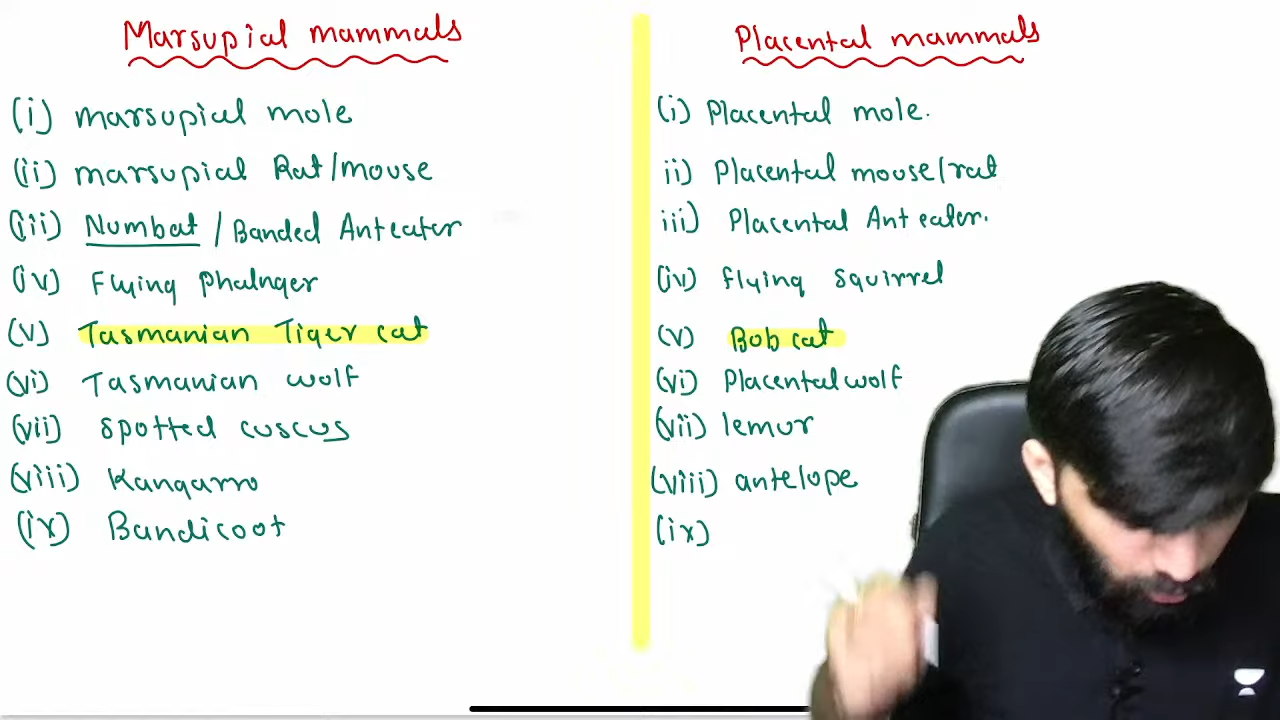 Marsupial mammals
(i) marsupial mole
(ii) marsupial Rat/mouse
(iii) Numbat / Banded Anteater
(iv) Flying Phalnger
(v) Tasmanian Tiger cat
(vi) Tasmanian wolf
(vii) spotted cuscus
(viii) Kangarro
(ix) Bandicoot
Placental mammals
(i) Placental mole.
ii) Placental mouse/rat
iii) Placental Ant eater.
(iv) flying squirrel
(v) Bob cat
(vi) Placental wolf
(vii) lemur
(viii) antelope
(ix)